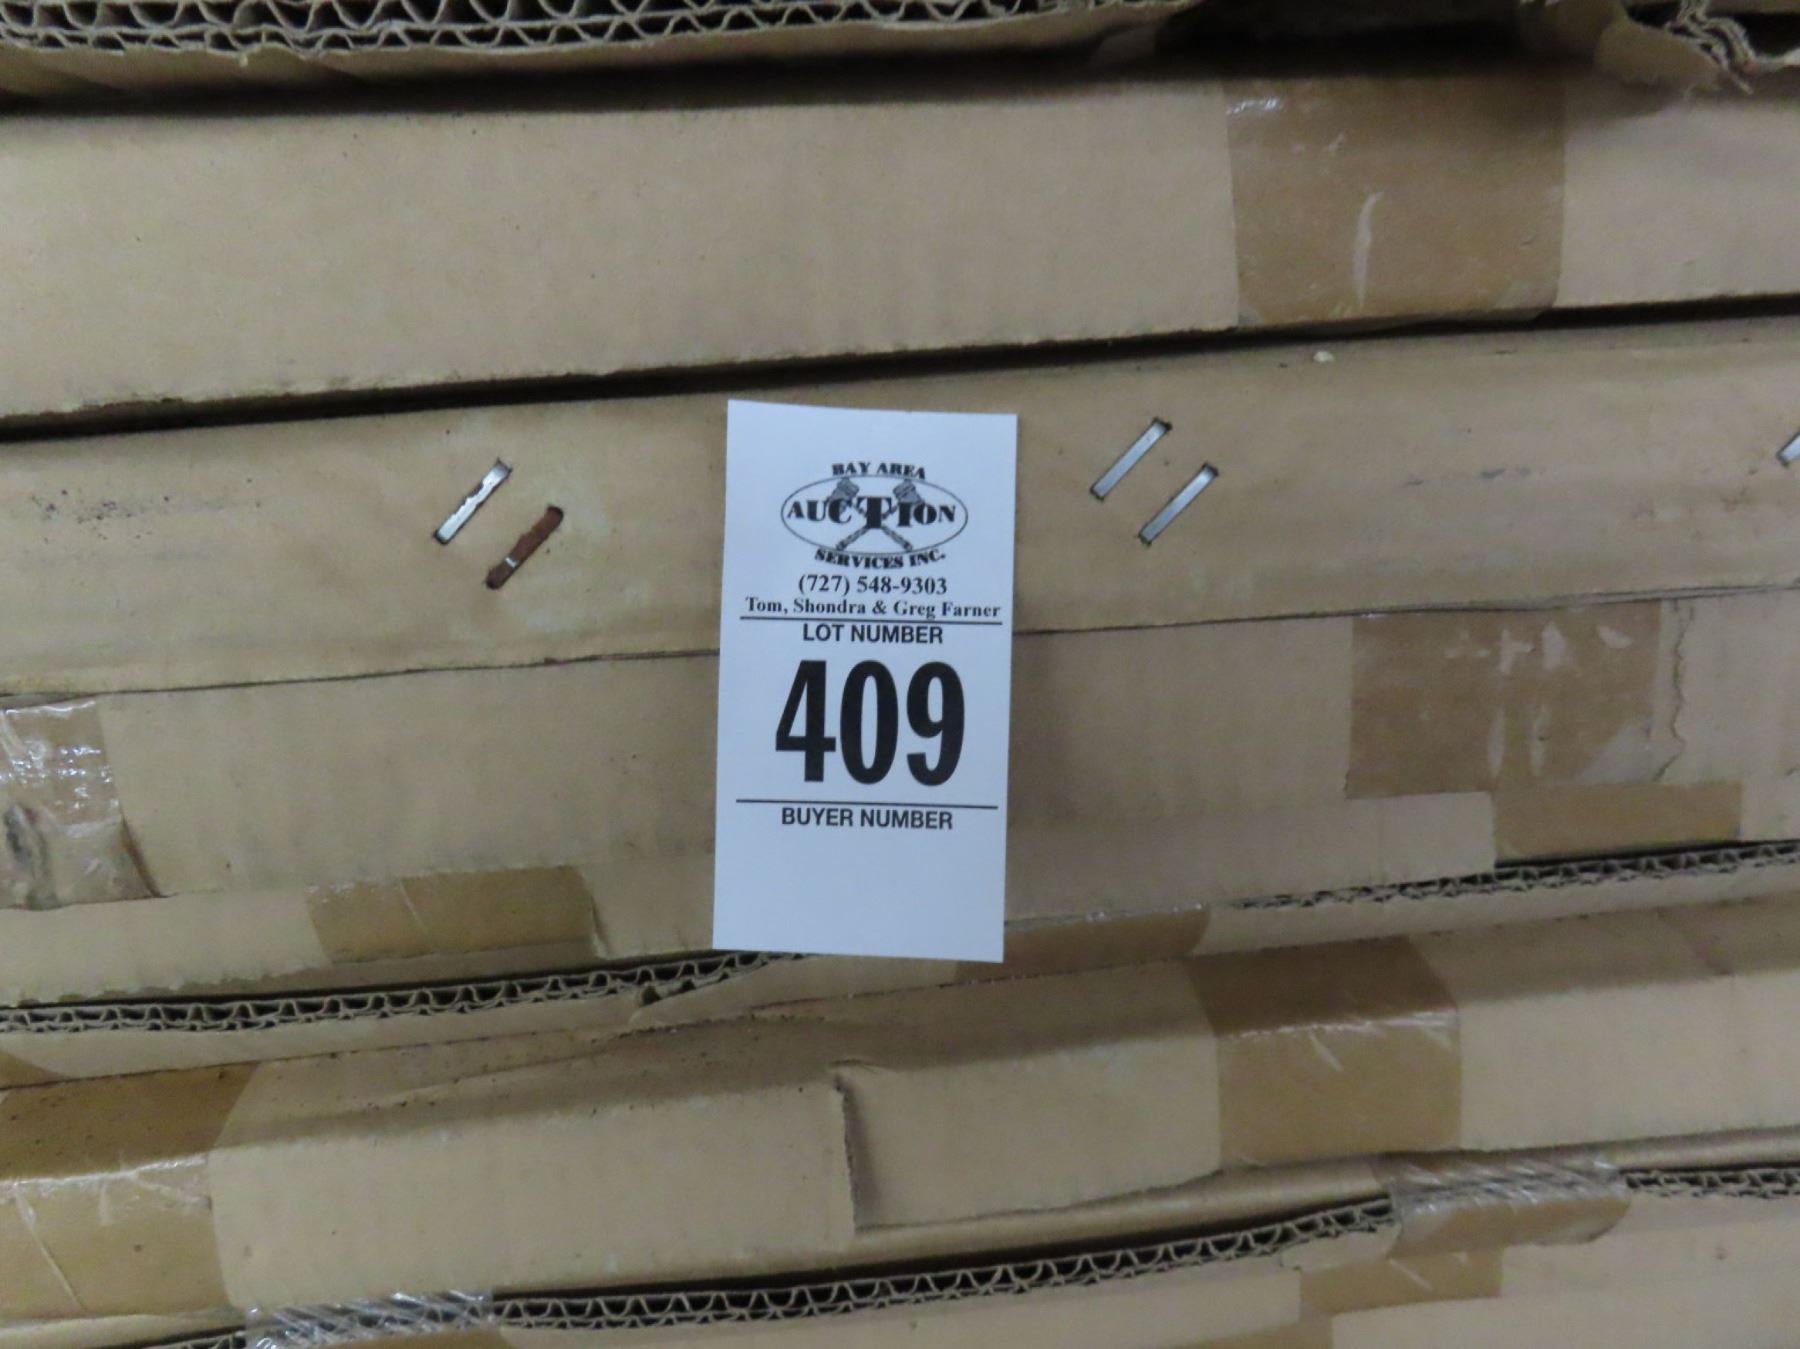 BAY AREA
AUCTION
SERVICES INC.
(727) 548-9303
Tom, Shondra & Greg Farner
LOT NUMBER
409
BUYER NUMBER